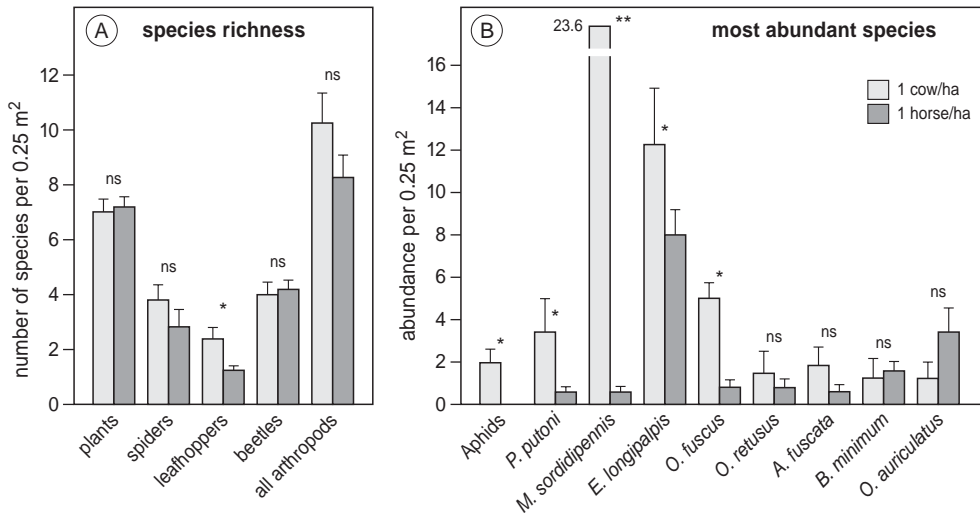 A species richness
number of species per 0.25 m²
12
10
8
6
4
2
0
ns
ns
*
ns
ns
plants
spiders
leafhoppers
beetles
all arthropods
B most abundant species
abundance per 0.25 m²
16
14
12
10
8
6
4
2
0
23.6
**
*
*
*
*
ns
ns
ns
ns
1 cow/ha
1 horse/ha
Aphids
P. putoni
M. sordidipennis
E. longipalpis
O. fuscus
O. retusus
A. fuscata
B. minimum
O. auriculatus